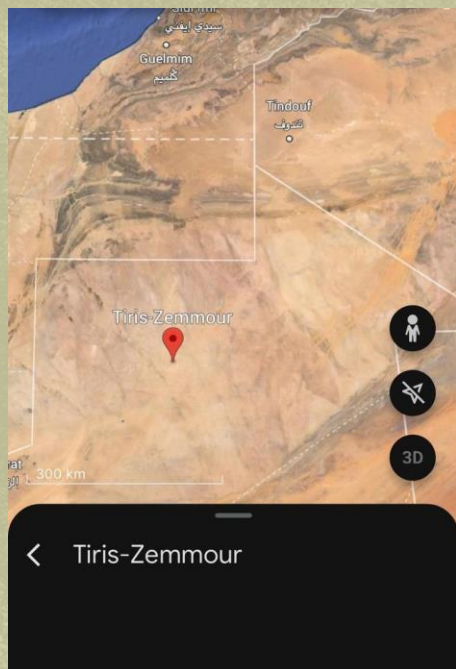 سيدي إيفني
Guelmim
كلميم
Tindouf
تندوف
Tiris-Zemmour
300 km
3D
Tiris-Zemmour